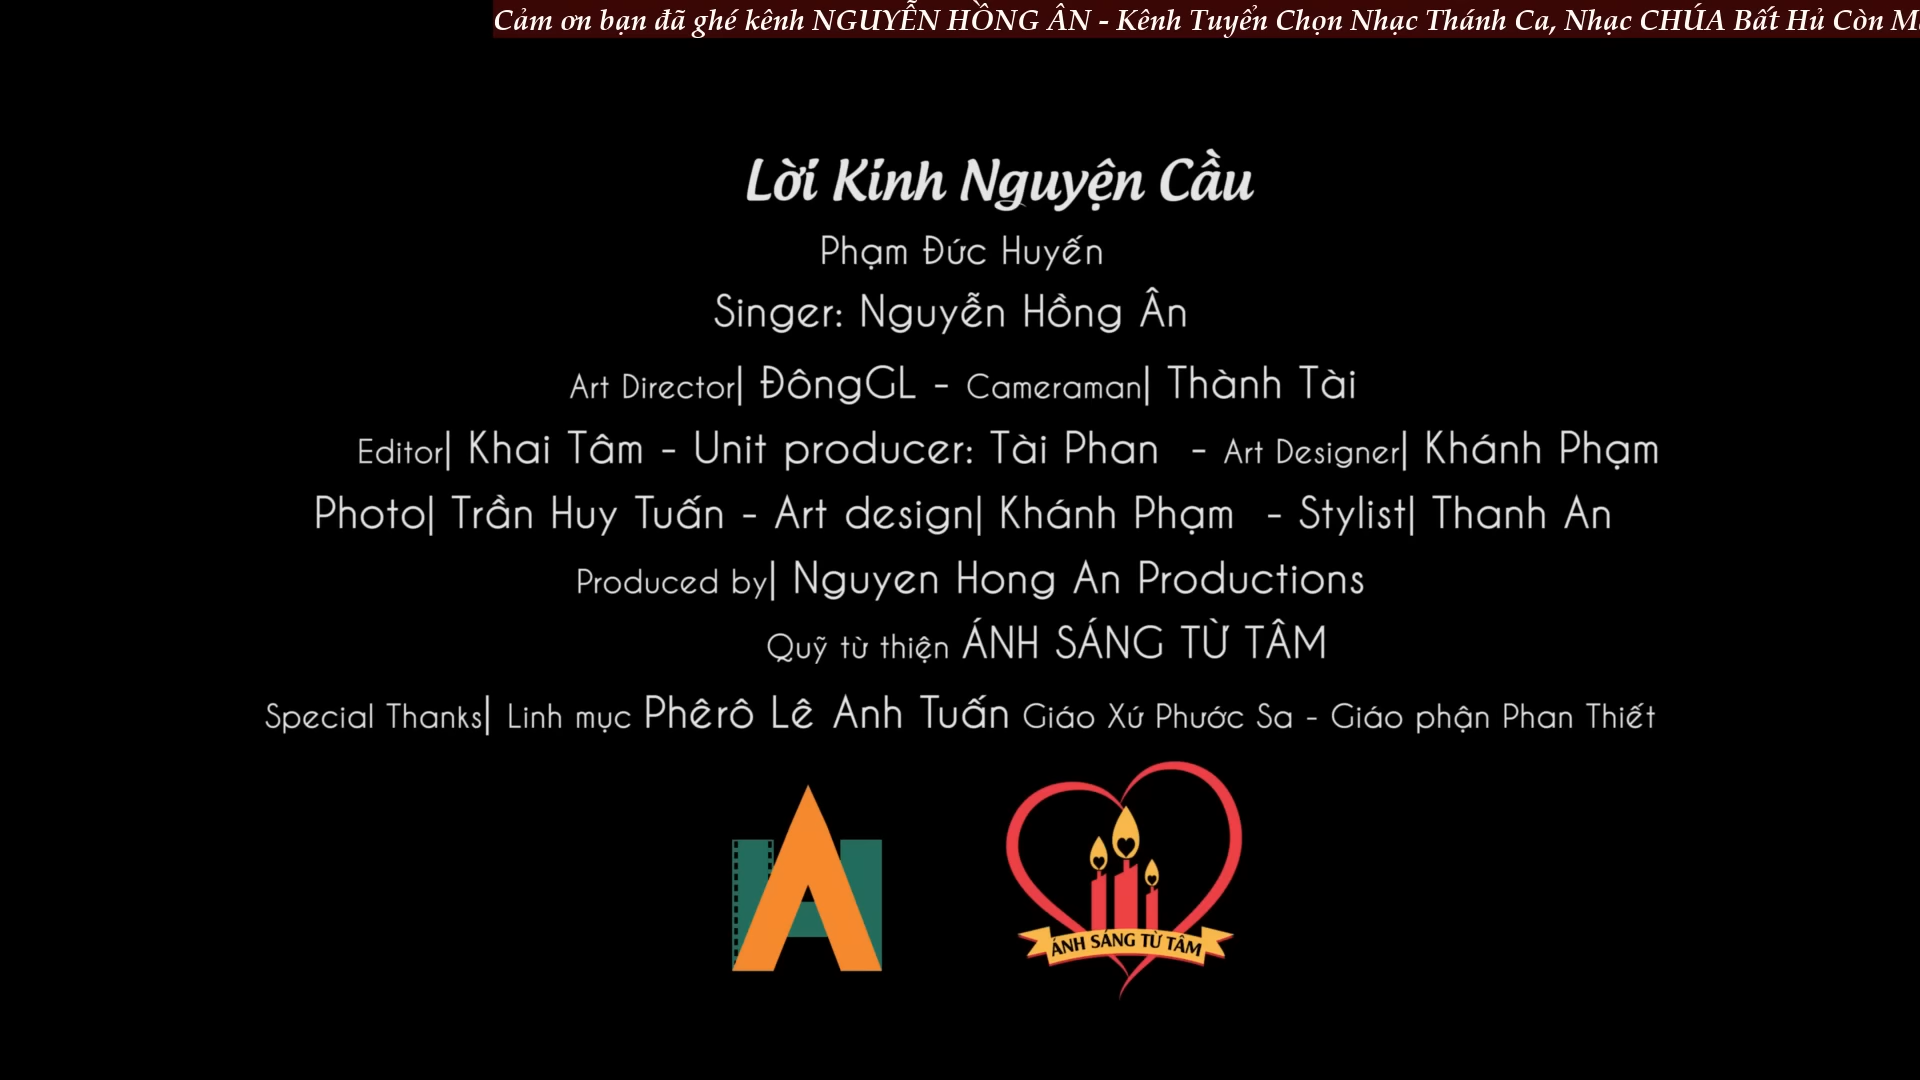 Cảm ơn bạn đã ghé kênh NGUYỄN HỒNG ÂN - Kênh Tuyển Chọn Nhạc Thánh Ca, Nhạc CHÚA Bất Hủ Còn
Lời Kinh Nguyện Cầu
Phạm Đức Huyến
Singer: Nguyễn Hồng Ân
Art Director| ĐôngGL - Cameraman| Thành Tài
Editor| Khai Tâm - Unit producer: Tài Phan - Art Designer| Khánh Phạm
Photo| Trần Huy Tuấn - Art design| Khánh Phạm - Stylist| Thanh An
Produced by| Nguyen Hong An Productions
Quỹ từ thiện ÁNH SÁNG TỪ TÂM
Special Thanks| Linh mục Phêrô Lê Anh Tuấn Giáo Xứ Phước Sa - Giáo phận Phan Thiết
ÁNH SÁNG TỪ TÂM